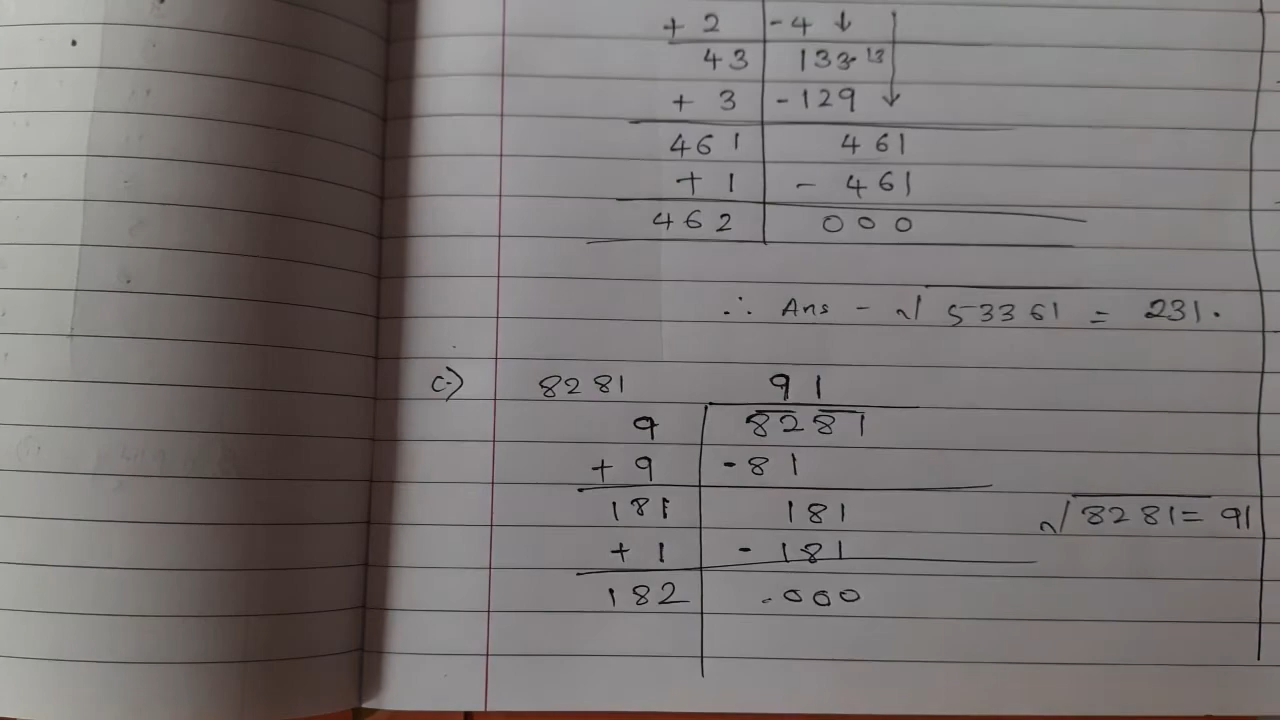 + 2 -4 ↓
43 133.
+ 3 -129 ↓
461 461
+ 1 - 461
462 000
∴ Ans - √53361 = 231.
c-) 8281 91
9 8281
+ 9 -81
181 181
√8281 = 91
+ 1 - 181
182 .000